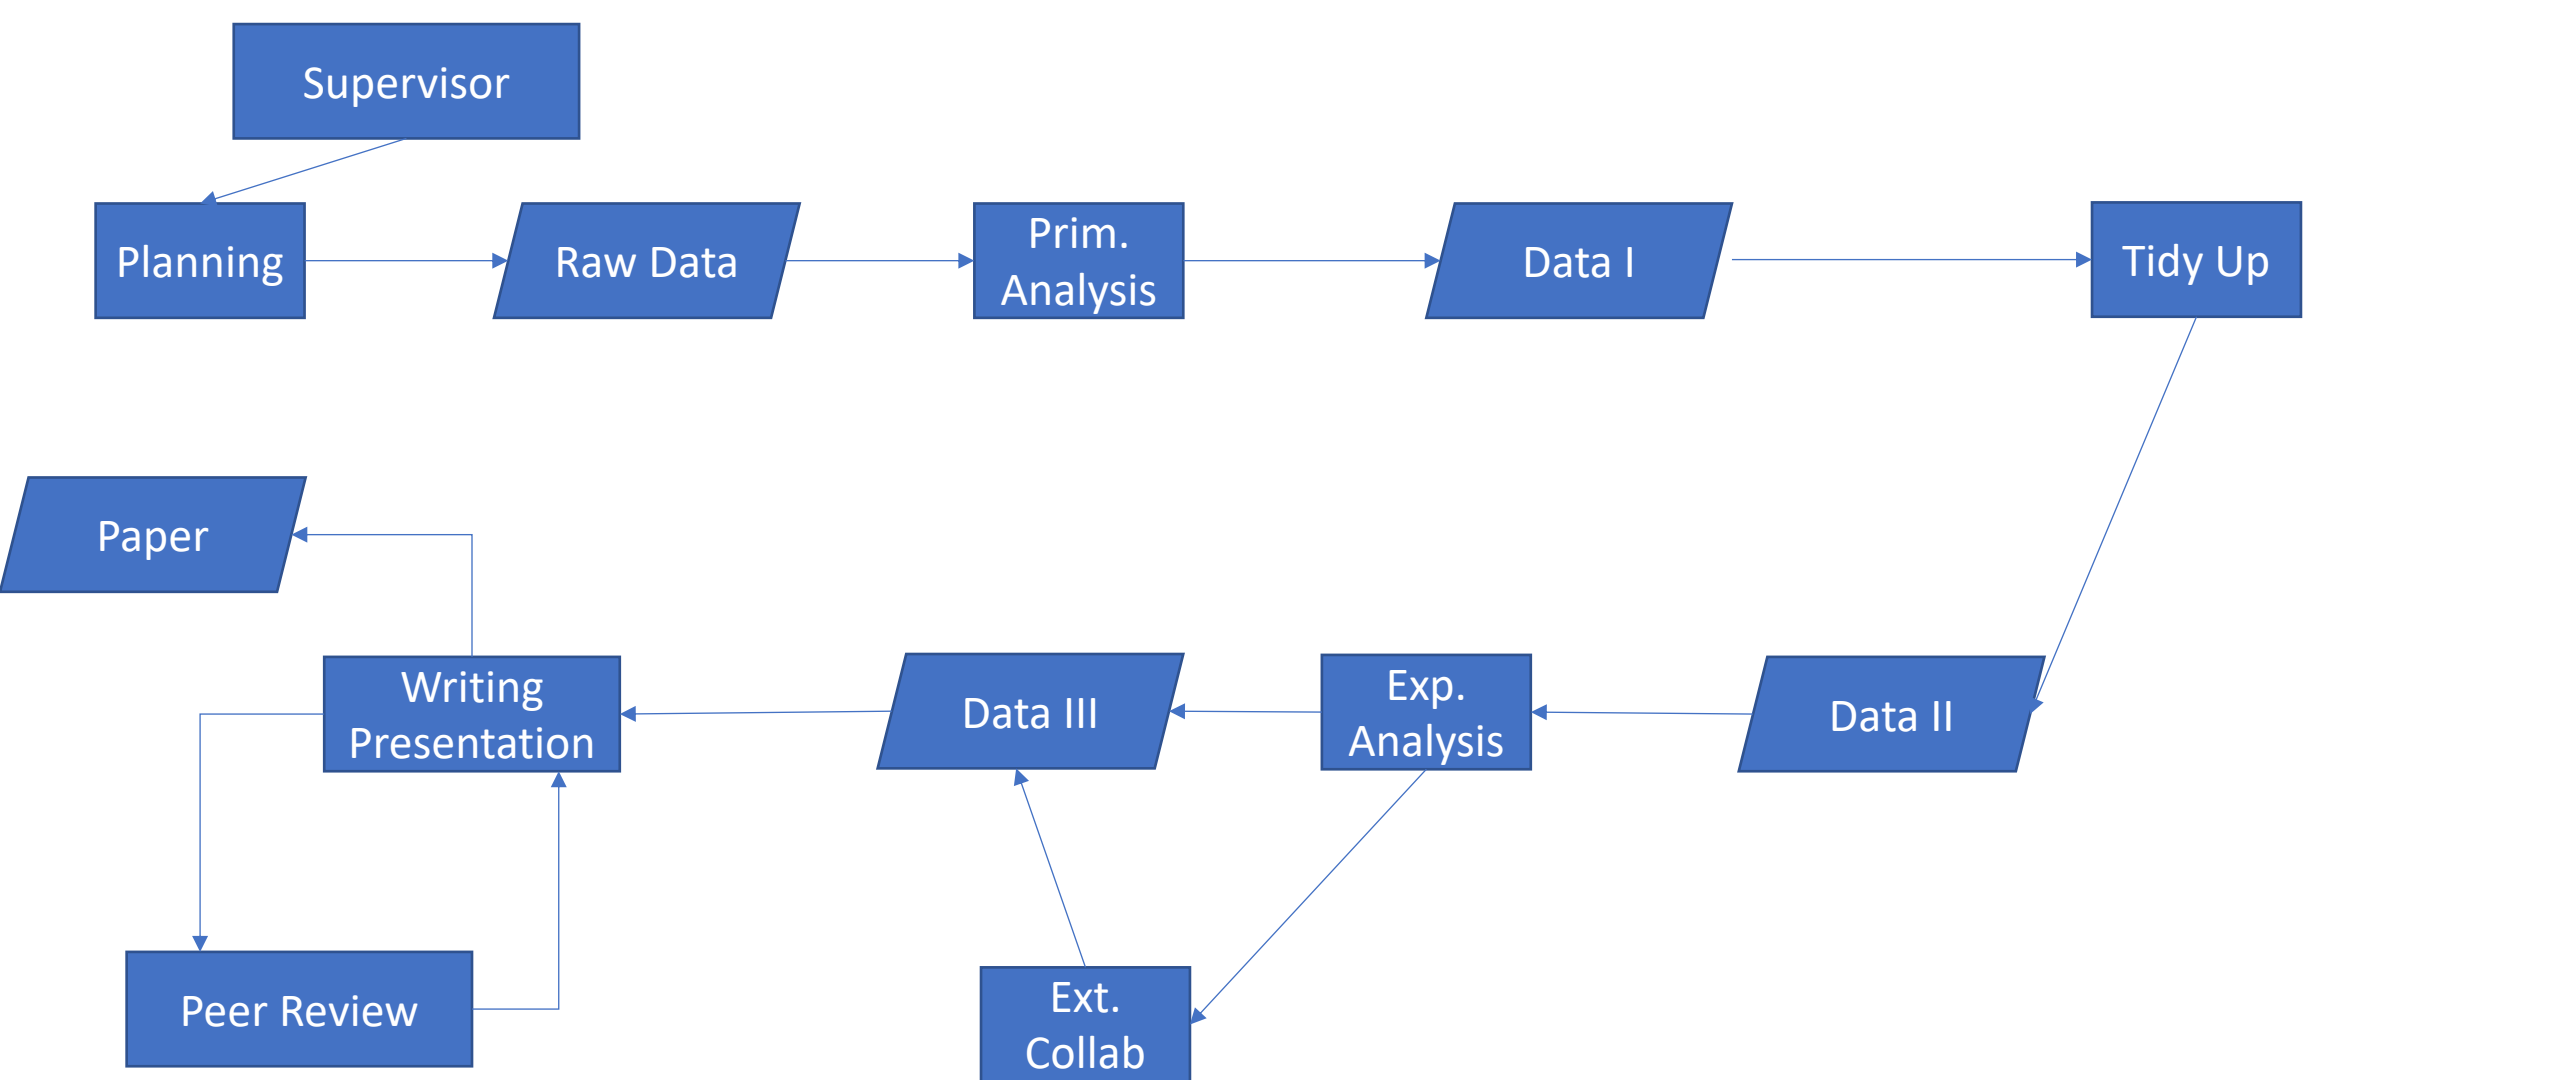 Supervisor
Planning
Raw Data
Prim.
Analysis
Data I
Tidy Up
Paper
Writing
Presentation
Data III
Exp.
Analysis
Data II
Peer Review
Ext.
Collab